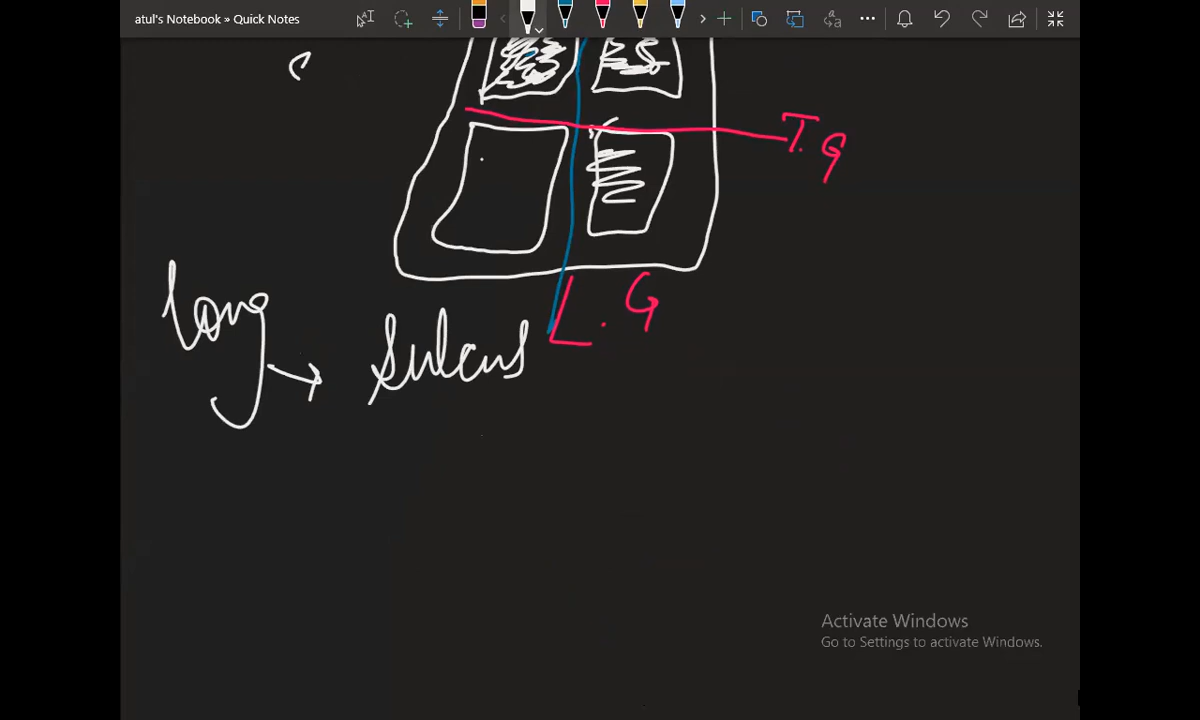 atul's Notebook » Quick Notes
T. G
L. G
long → Sulcus
Activate Windows
Go to Settings to activate Windows.